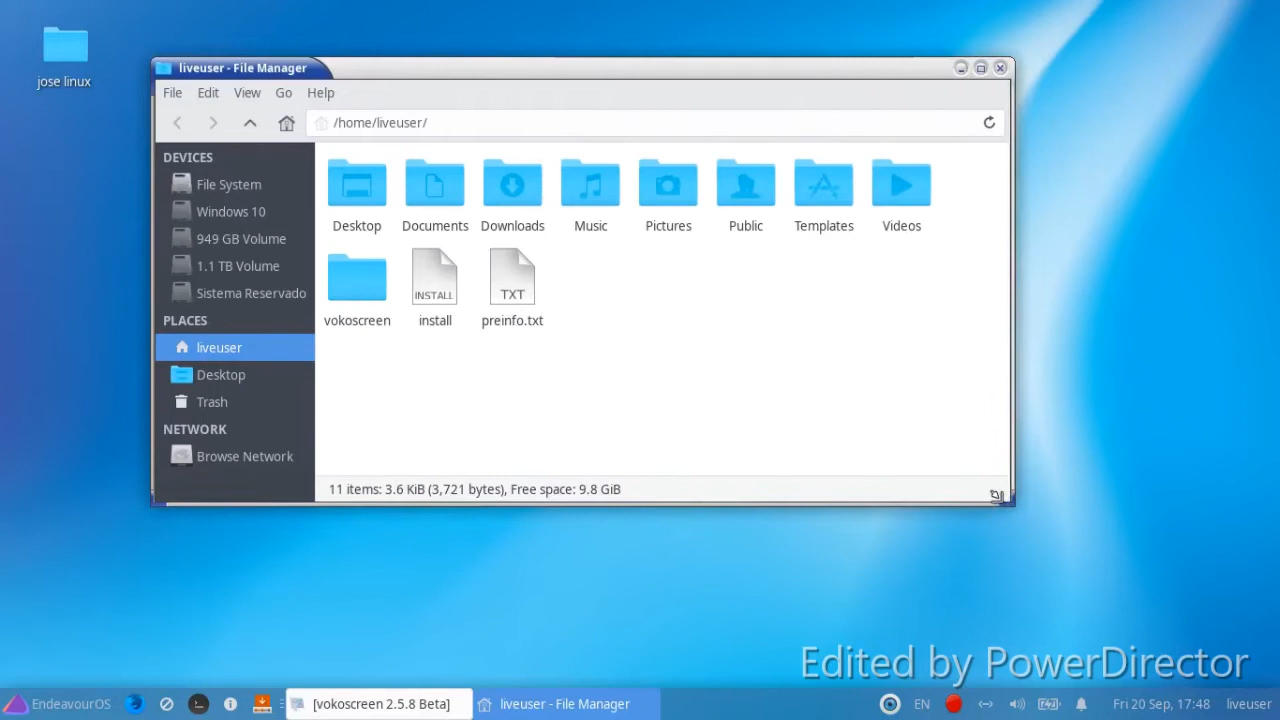 jose linux
liveuser - File Manager
File Edit View Go Help
/home/liveuser/
DEVICES
File System
Windows 10
949 GB Volume
1.1 TB Volume
Sistema Reservado
PLACES
liveuser
Desktop
Trash
NETWORK
Browse Network
Desktop Documents Downloads Music Pictures Public Templates Videos
INSTALL TXT
vokoscreen install preinfo.txt
11 items: 3.6 KiB (3,721 bytes), Free space: 9.8 GiB
Edited by PowerDirector
EndeavourOS [vokoscreen 2.5.8 Beta] liveuser - File Manager EN Fri 20 Sep, 17:48 liveuser